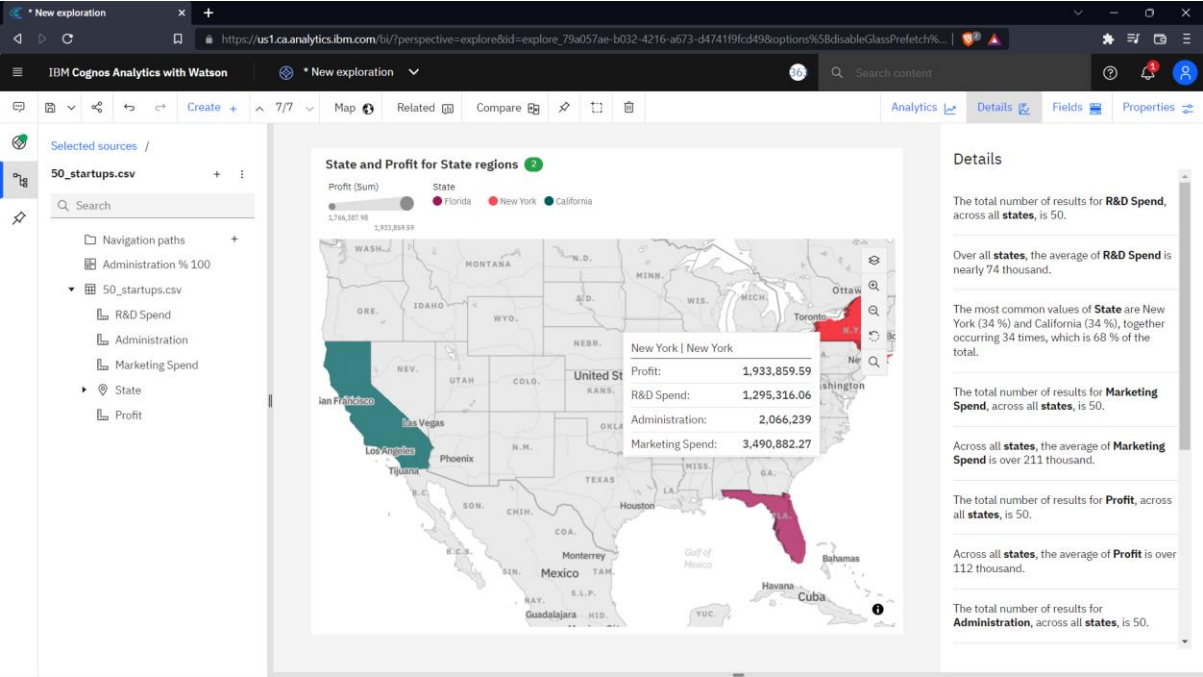 * New exploration
https://us1.ca.analytics.ibm.com/bi/?perspective=explore&id=explore_79a057ae-b032-4216-a673-d4741f9fcd49&options%5BdisableGlassPrefetch%...
IBM Cognos Analytics with Watson
* New exploration
Search content
1
Create +
7/7
Map
Related
Compare
Analytics
Details
Fields
Properties
Selected sources /
50_startups.csv
Search
Navigation paths
Administration % 100
50_startups.csv
R&D Spend
Administration
Marketing Spend
State
Profit
State and Profit for State regions 2
Profit (Sum)
1,766,387.98
1,933,859.59
State
Florida
New York
California
WASH.
MONTANA
N.D.
MINN.
Ottaw
ORE.
IDAHO
WYO.
S.D.
WIS.
MICH.
Toronto
N.Y.
NEBR.
NEV.
UTAH
COLO.
United St
KANS.
Ne
shington
San Francisco
Las Vegas
OKLA
Los Angeles
Phoenix
N.M.
Tijuana
MISS.
GA.
TEXAS
LA.
B.C.
SON.
CHIH.
Houston
FLA.
COA.
B.C.S.
Monterrey
Gulf of
Mexico
Bahamas
SIN.
Mexico
TAM.
Havana
Cuba
NAY.
S.L.P.
Guadalajara
HID.
YUC.
New York | New York
Profit: 1,933,859.59
R&D Spend: 1,295,316.06
Administration: 2,066,239
Marketing Spend: 3,490,882.27
Details
The total number of results for R&D Spend,
across all states, is 50.
Over all states, the average of R&D Spend is
nearly 74 thousand.
The most common values of State are New
York (34 %) and California (34 %), together
occurring 34 times, which is 68 % of the
total.
The total number of results for Marketing
Spend, across all states, is 50.
Across all states, the average of Marketing
Spend is over 211 thousand.
The total number of results for Profit, across
all states, is 50.
Across all states, the average of Profit is over
112 thousand.
The total number of results for
Administration, across all states, is 50.